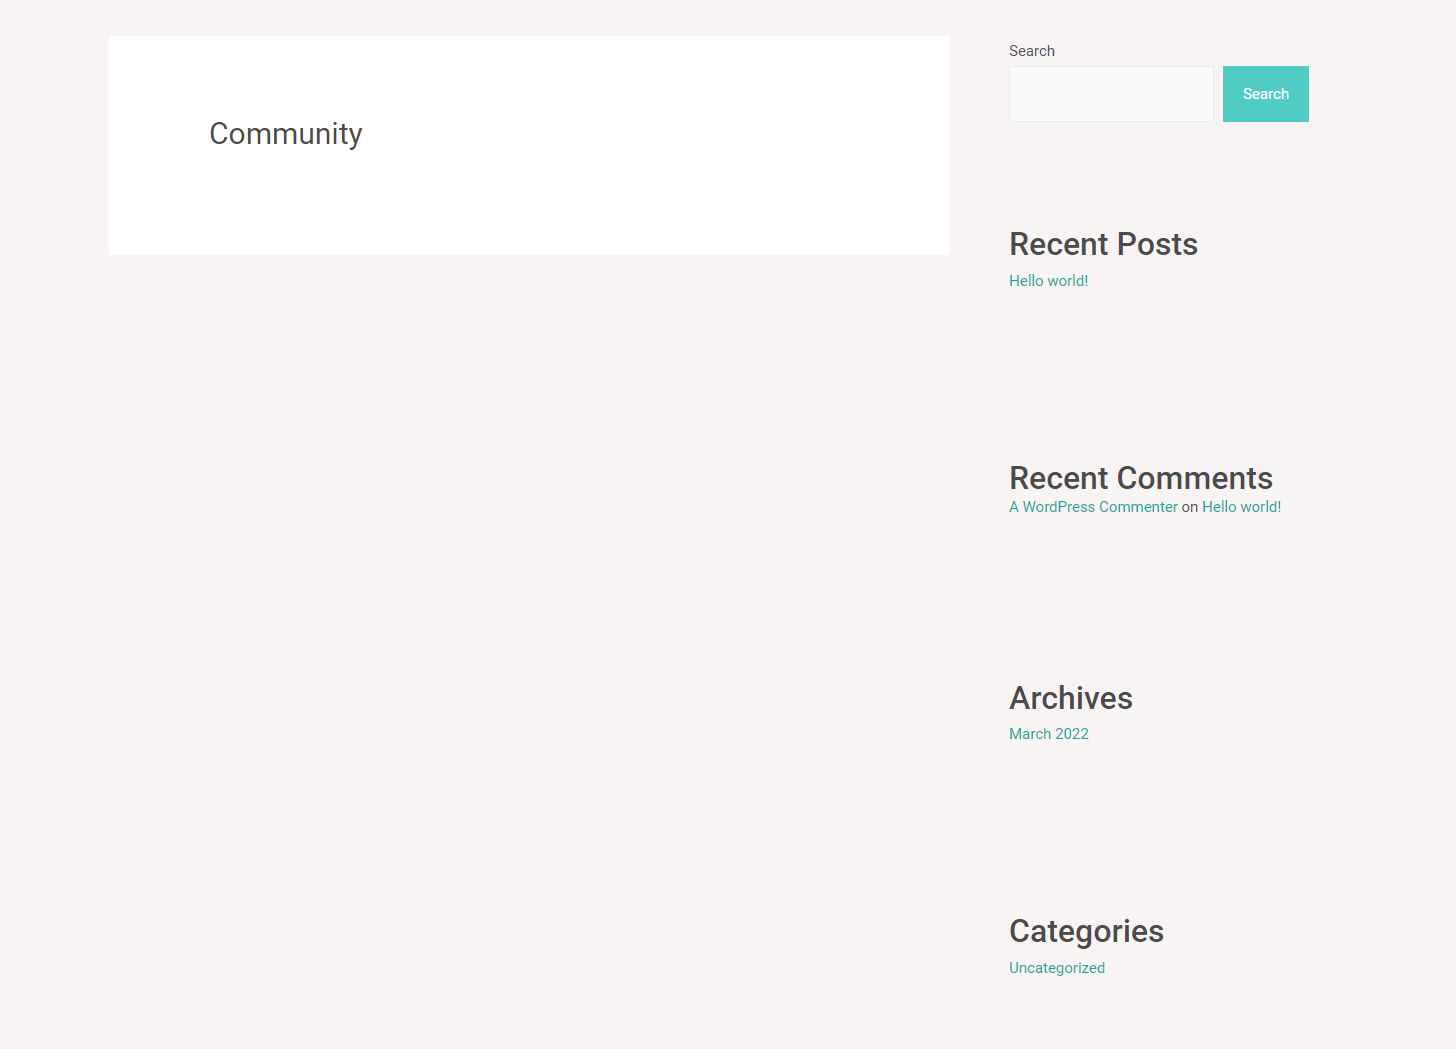 Community
Search
Search
Recent Posts
Hello world!
Recent Comments
A WordPress Commenter on Hello world!
Archives
March 2022
Categories
Uncategorized